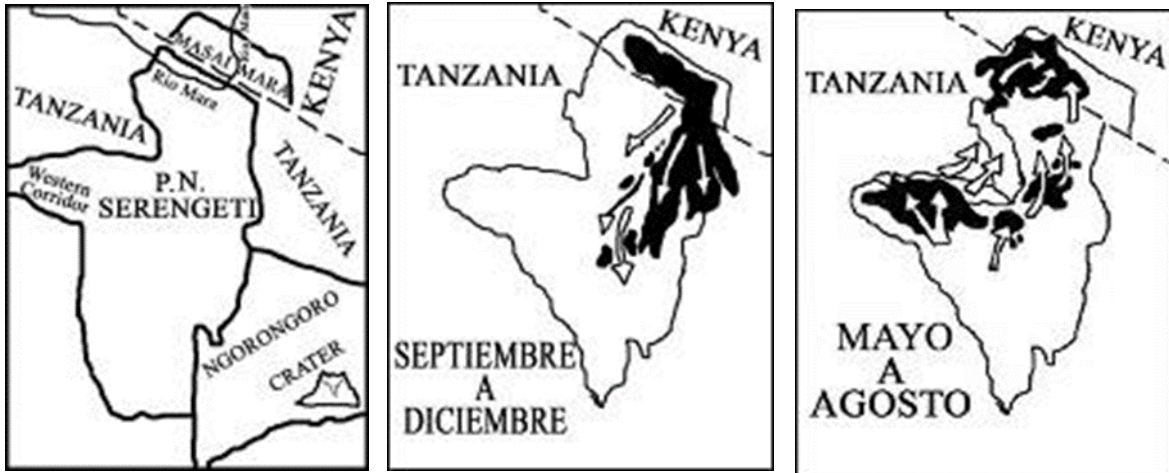 MASAI MARA
KENYA
Río Mara
TANZANIA
TANZANIA
Western
Corridor
P.N.
SERENGETI
NGORONGORO
CRATER
KENYA
TANZANIA
SEPTIEMBRE
A
DICIEMBRE
KENYA
TANZANIA
MAYO
A
AGOSTO